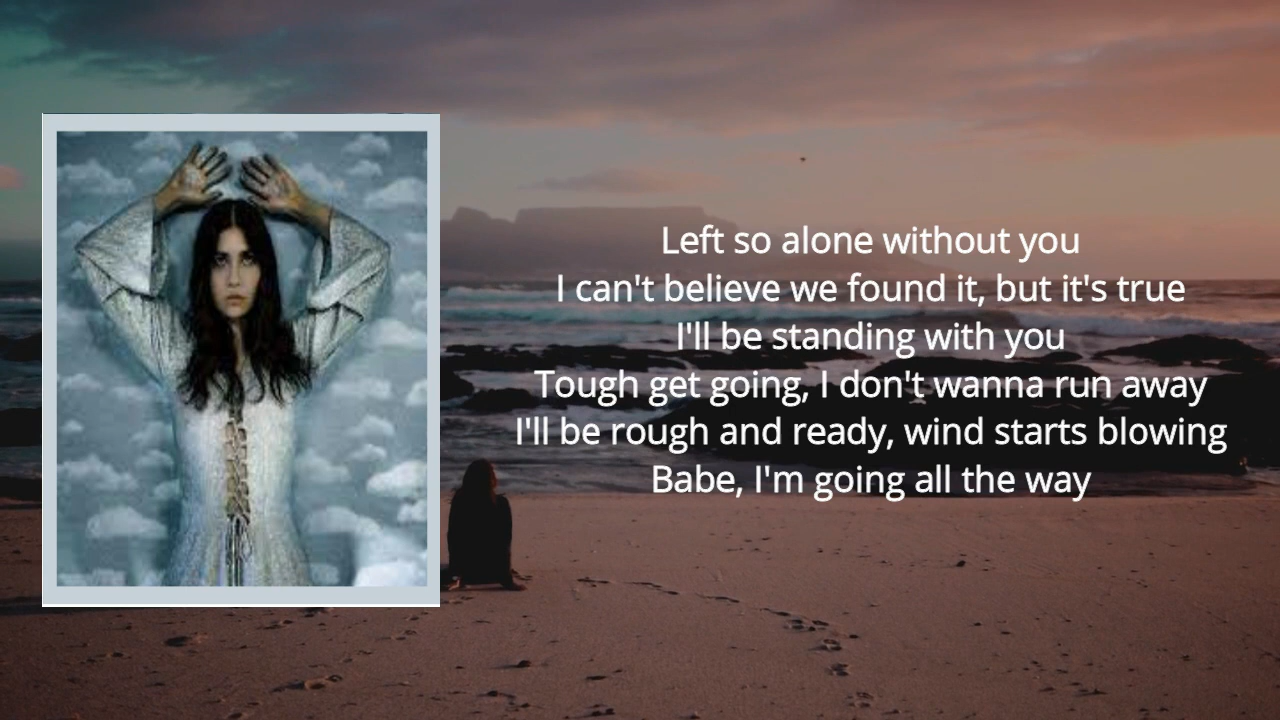 Left so alone without you
I can't believe we found it, but it's true
I'll be standing with you
Tough get going, I don't wanna run away
I'll be rough and ready, wind starts blowing
Babe, I'm going all the way